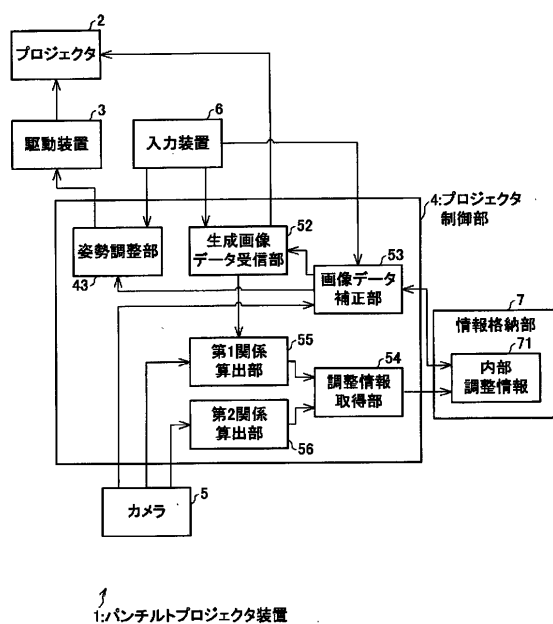 2
プロジェクタ
3
駆動装置
6
入力装置
4:プロジェクタ
制御部
52
生成画像
データ受信部
姿勢調整部
43
53
画像データ
補正部
7
情報格納部
71
内部
調整情報
55
第1関係
算出部
54
調整情報
取得部
第2関係
算出部
56
5
カメラ
1:パンチルトプロジェクタ装置